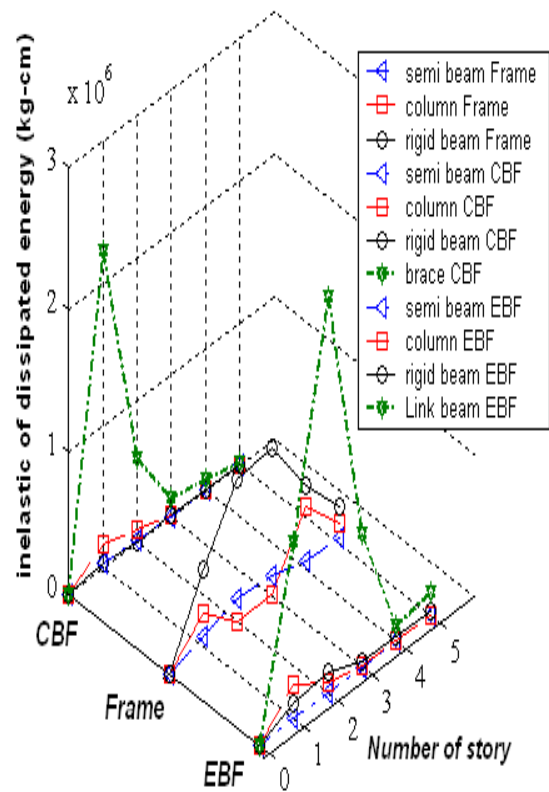 inelastic of dissipated energy (kg-cm)
x 10^6
3
2
1
0
CBF
Frame
EBF
0
1
2
3
4
5
Number of story
semi beam Frame
column Frame
rigid beam Frame
semi beam CBF
column CBF
rigid beam CBF
brace CBF
semi beam EBF
column EBF
rigid beam EBF
Link beam EBF